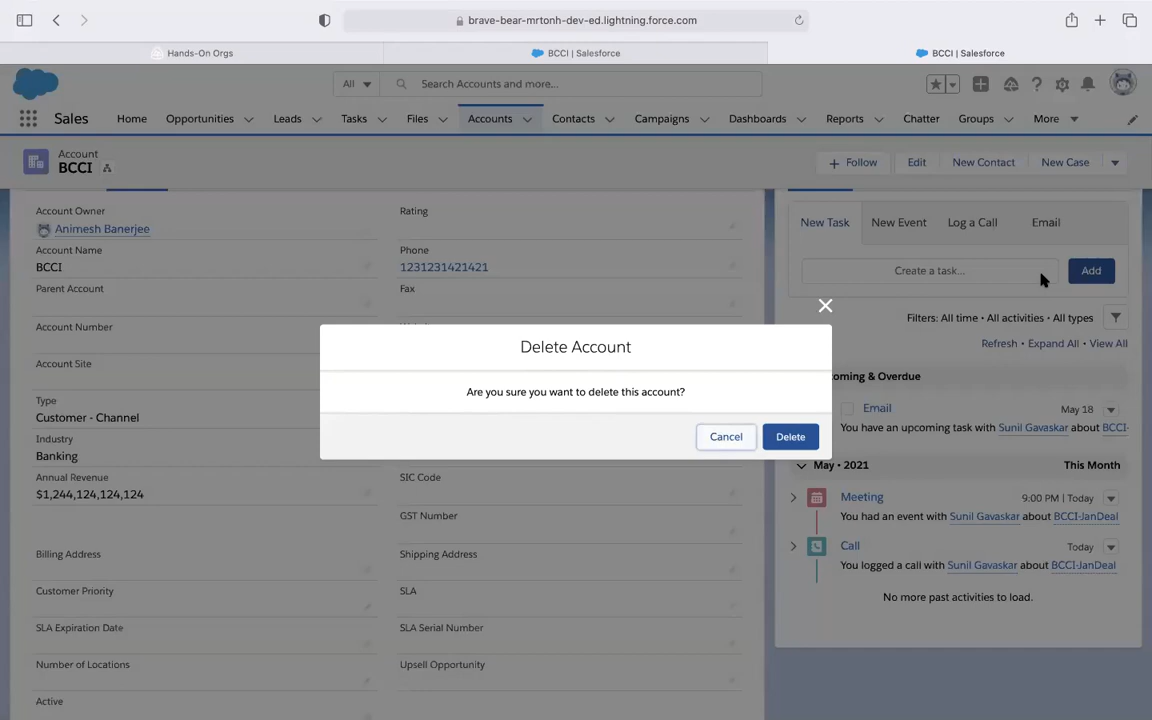 brave-bear-mrtonh-dev-ed.lightning.force.com
Hands-On Orgs
BCCI | Salesforce
BCCI | Salesforce
All
Search Accounts and more...
Sales
Home
Opportunities
Leads
Tasks
Files
Accounts
Contacts
Campaigns
Dashboards
Reports
Chatter
Groups
More
Account
BCCI
+ Follow
Edit
New Contact
New Case
Account Owner
Animesh Banerjee
Account Name
BCCI
Parent Account
Account Number
Account Site
Type
Customer - Channel
Industry
Banking
Annual Revenue
$1,244,124,124,124
Billing Address
Customer Priority
SLA Expiration Date
Number of Locations
Active
Rating
Phone
1231231421421
Fax
SIC Code
GST Number
Shipping Address
SLA
SLA Serial Number
Upsell Opportunity
Delete Account
Are you sure you want to delete this account?
Cancel
Delete
New Task
New Event
Log a Call
Email
Create a task...
Add
Filters: All time • All activities • All types
Refresh • Expand All • View All
oming & Overdue
Email
May 18
You have an upcoming task with Sunil Gavaskar about BCCI-
May • 2021
This Month
Meeting
9:00 PM | Today
You had an event with Sunil Gavaskar about BCCI-JanDeal
Call
Today
You logged a call with Sunil Gavaskar about BCCI-JanDeal
No more past activities to load.